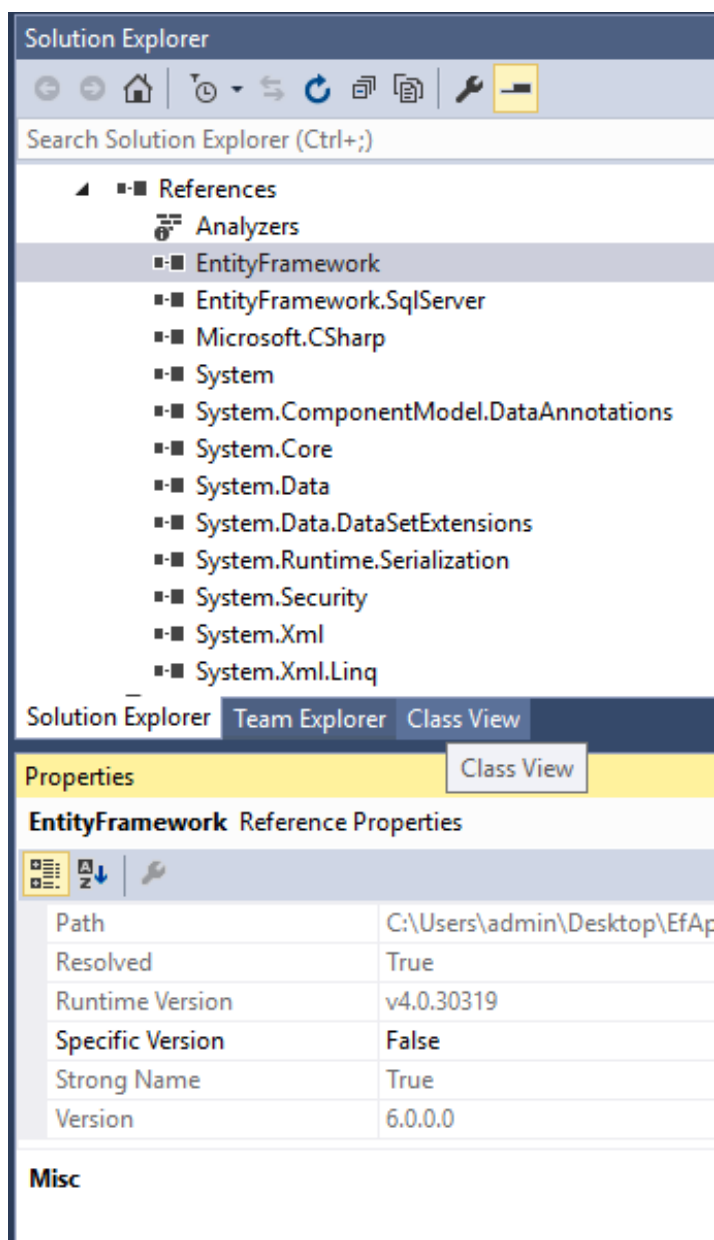 Solution Explorer
Search Solution Explorer (Ctrl+;)
References
Analyzers
EntityFramework
EntityFramework.SqlServer
Microsoft.CSharp
System
System.ComponentModel.DataAnnotations
System.Core
System.Data
System.Data.DataSetExtensions
System.Runtime.Serialization
System.Security
System.Xml
System.Xml.Linq
Solution Explorer Team Explorer Class View
Class View
Properties
EntityFramework Reference Properties
Path C:\Users\admin\Desktop\EfAp
Resolved True
Runtime Version v4.0.30319
Specific Version False
Strong Name True
Version 6.0.0.0
Misc